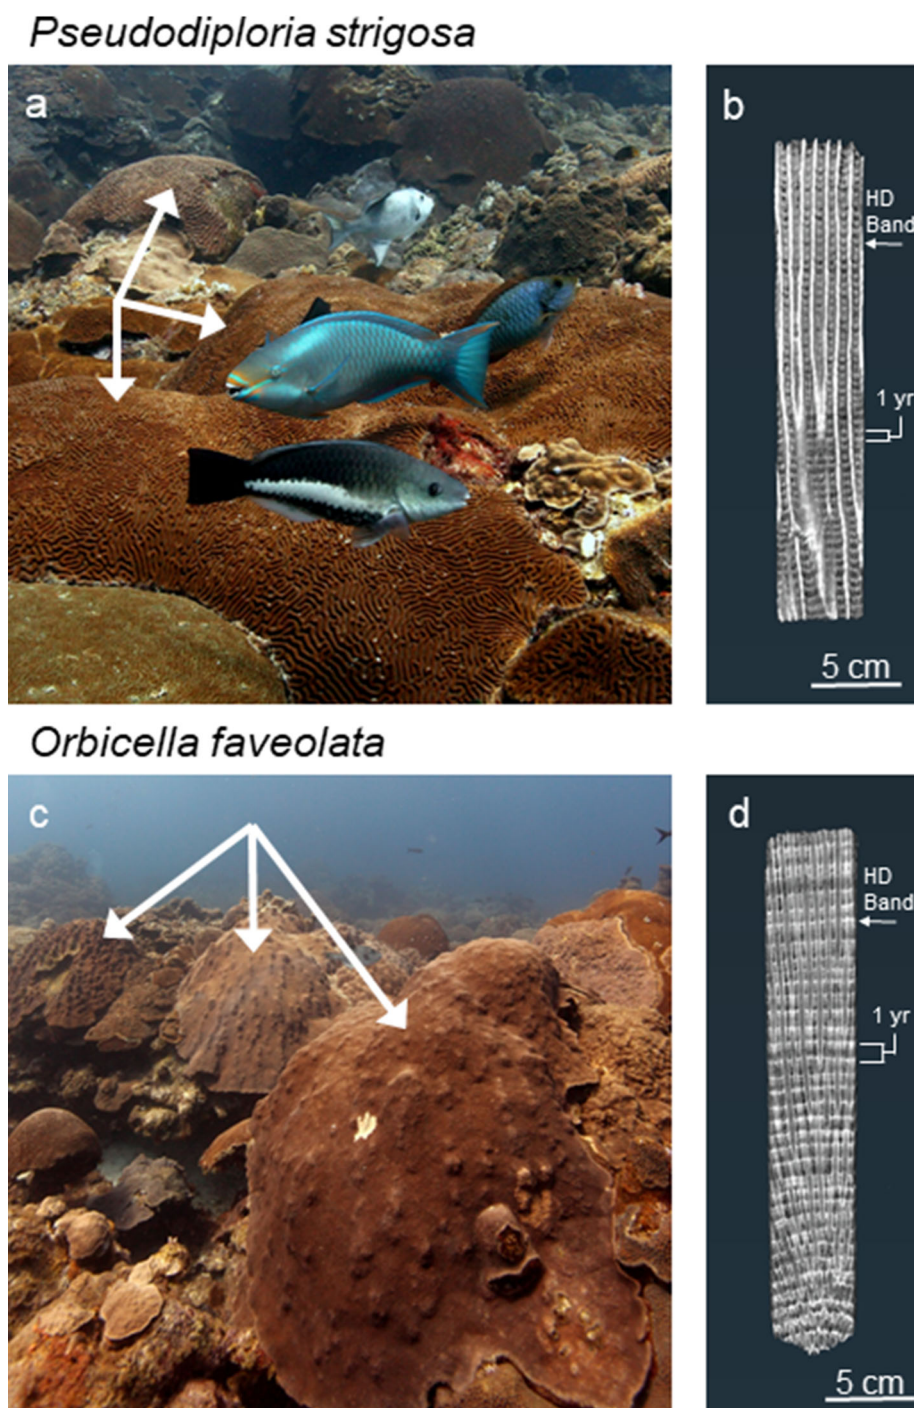 Pseudodiploria strigosa
a
b
HD
Band
1 yr
5 cm
Orbicella faveolata
c
d
HD
Band
1 yr
5 cm